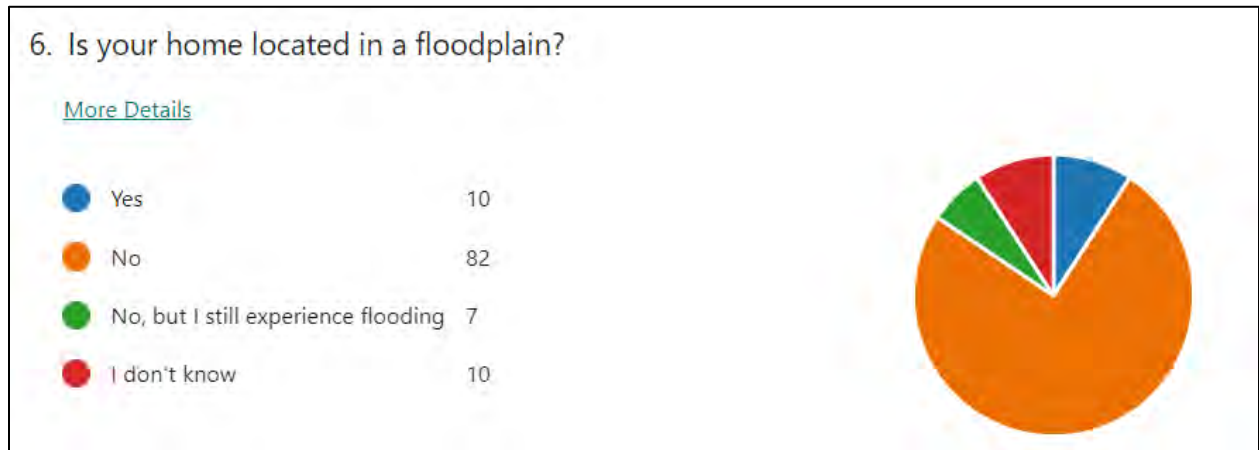 6. Is your home located in a floodplain?
More Details
Yes 10
No 82
No, but I still experience flooding 7
I don't know 10